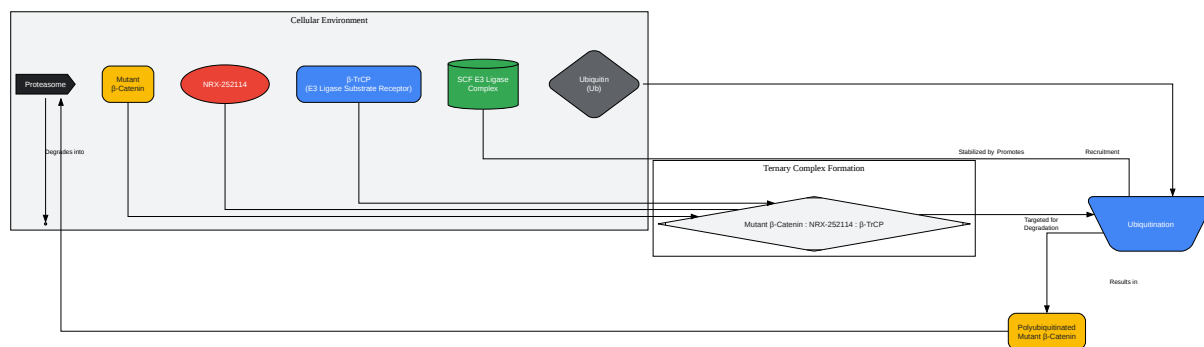 Cellular Environment
Proteasome
Mutant
β-Catenin
NRX-252114
β-TrCP
(E3 Ligase Substrate Receptor)
SCF E3 Ligase
Complex
Ubiquitin
(Ub)
Degrades into
Stabilized by Promotes
Recruitment
Ternary Complex Formation
Mutant β-Catenin : NRX-252114 : β-TrCP
Targeted for
Degradation
Ubiquitination
Results in
Polyubiquitinated
Mutant β-Catenin